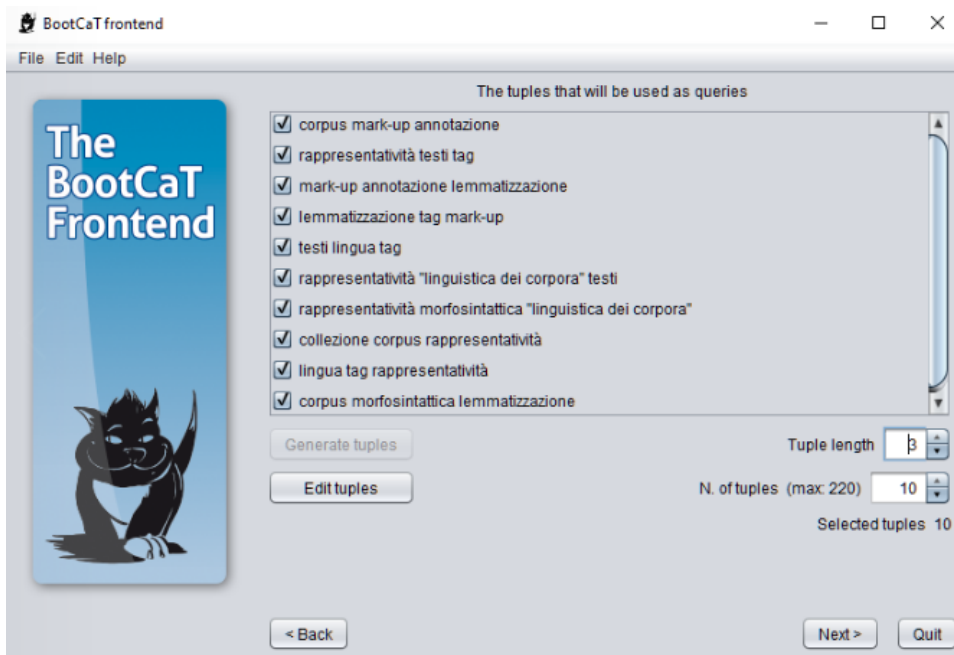 BootCaT frontend
File Edit Help
The
BootCaT
Frontend
The tuples that will be used as queries
corpus mark-up annotazione
rappresentatività testi tag
mark-up annotazione lemmatizzazione
lemmatizzazione tag mark-up
testi lingua tag
rappresentatività "linguistica dei corpora" testi
rappresentatività morfosintattica "linguistica dei corpora"
collezione corpus rappresentatività
lingua tag rappresentatività
corpus morfosintattica lemmatizzazione
Generate tuples
Tuple length 3
Edit tuples
N. of tuples (max: 220) 10
Selected tuples 10
< Back
Next >
Quit